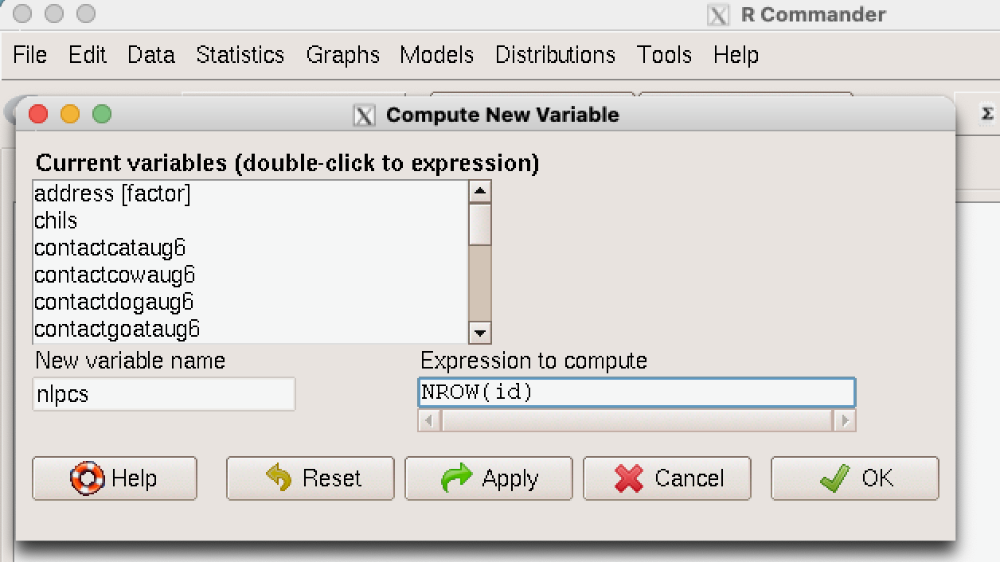 R Commander
File Edit Data Statistics Graphs Models Distributions Tools Help
Σ
Compute New Variable
Current variables (double-click to expression)
address [factor]
chils
contactcataug6
contactcowaug6
contactdogaug6
contactgoataug6
New variable name Expression to compute
nlpcs NROW(id)
Help Reset Apply Cancel OK